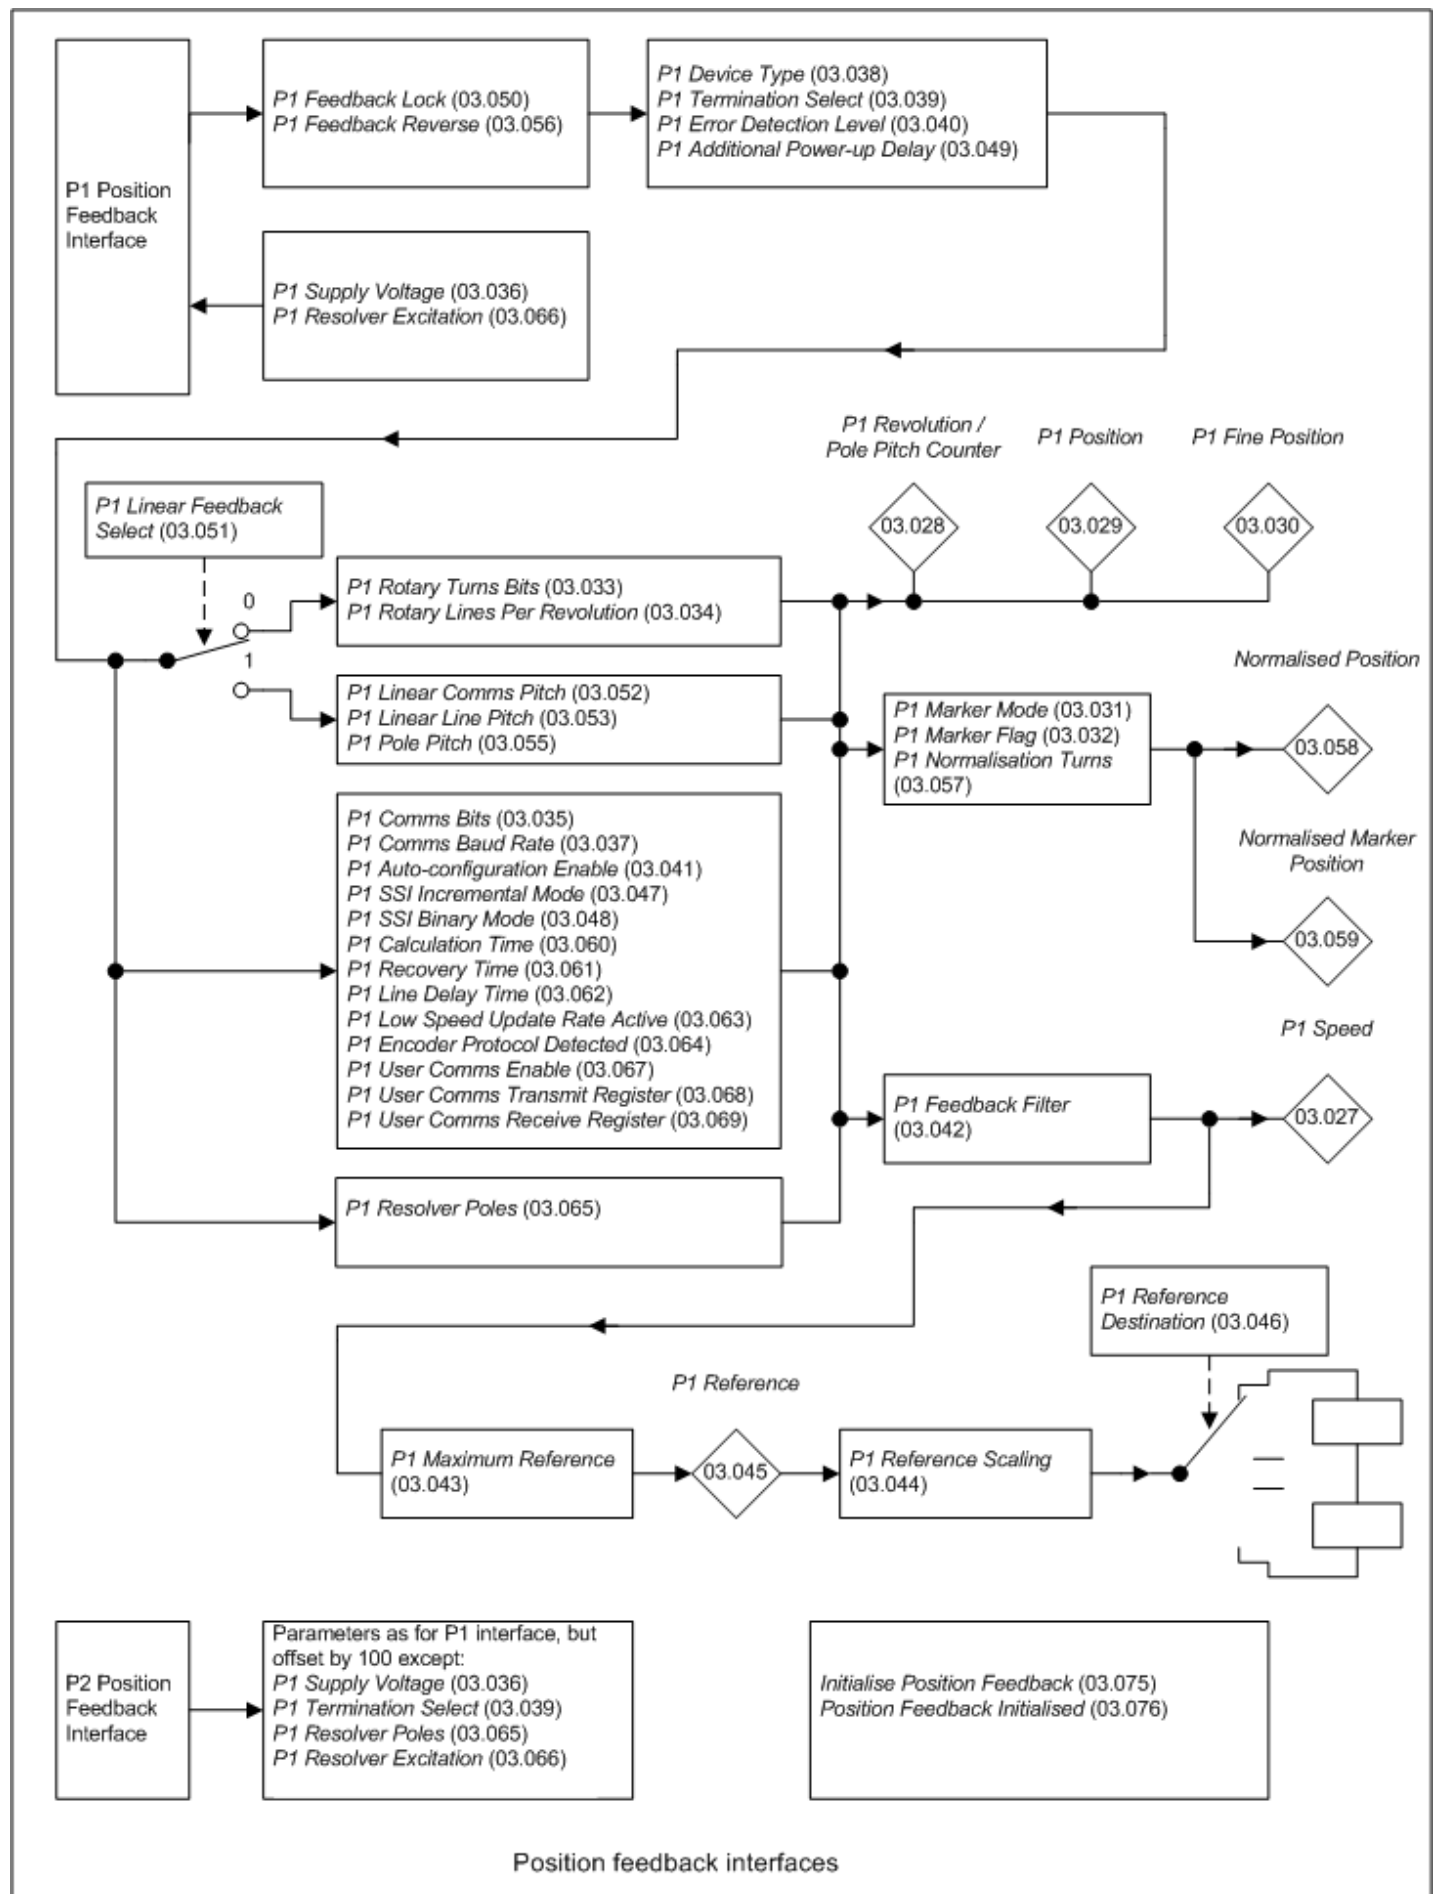 P1 Position
Feedback
Interface
P1 Feedback Lock (03.050)
P1 Feedback Reverse (03.056)
P1 Device Type (03.038)
P1 Termination Select (03.039)
P1 Error Detection Level (03.040)
P1 Additional Power-up Delay (03.049)
P1 Supply Voltage (03.036)
P1 Resolver Excitation (03.066)
P1 Revolution /
Pole Pitch Counter
P1 Position
P1 Fine Position
03.028
03.029
03.030
P1 Linear Feedback
Select (03.051)
0
1
P1 Rotary Turns Bits (03.033)
P1 Rotary Lines Per Revolution (03.034)
P1 Linear Comms Pitch (03.052)
P1 Linear Line Pitch (03.053)
P1 Pole Pitch (03.055)
P1 Comms Bits (03.035)
P1 Comms Baud Rate (03.037)
P1 Auto-configuration Enable (03.041)
P1 SSI Incremental Mode (03.047)
P1 SSI Binary Mode (03.048)
P1 Calculation Time (03.060)
P1 Recovery Time (03.061)
P1 Line Delay Time (03.062)
P1 Low Speed Update Rate Active (03.063)
P1 Encoder Protocol Detected (03.064)
P1 User Comms Enable (03.067)
P1 User Comms Transmit Register (03.068)
P1 User Comms Receive Register (03.069)
P1 Resolver Poles (03.065)
P1 Marker Mode (03.031)
P1 Marker Flag (03.032)
P1 Normalisation Turns
(03.057)
Normalised Position
03.058
Normalised Marker
Position
03.059
P1 Feedback Filter
(03.042)
P1 Speed
03.027
P1 Reference
Destination (03.046)
P1 Maximum Reference
(03.043)
P1 Reference
03.045
P1 Reference Scaling
(03.044)
P2 Position
Feedback
Interface
Parameters as for P1 interface, but
offset by 100 except:
P1 Supply Voltage (03.036)
P1 Termination Select (03.039)
P1 Resolver Poles (03.065)
P1 Resolver Excitation (03.066)
Initialise Position Feedback (03.075)
Position Feedback Initialised (03.076)
Position feedback interfaces